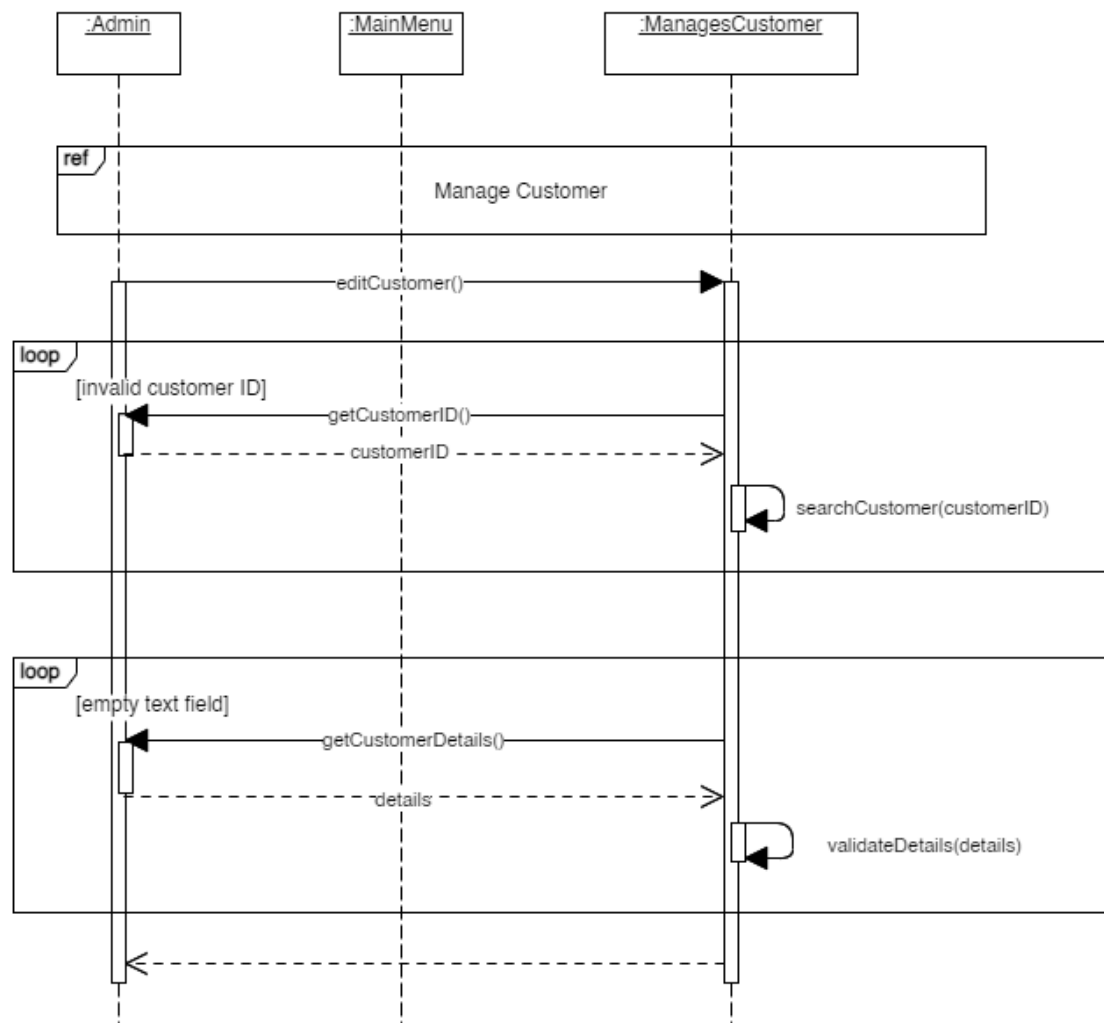 :Admin
:MainMenu
:ManagesCustomer
ref
Manage Customer
editCustomer()
loop
[invalid customer ID]
getCustomerID()
customerID
searchCustomer(customerID)
loop
[empty text field]
getCustomerDetails()
details
validateDetails(details)